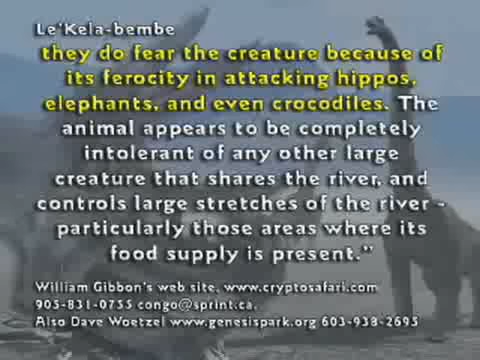 Le'Kela-bembe
they do fear the creature because of
its ferocity in attacking hippos,
elephants, and even crocodiles. The
animal appears to be completely
intolerant of any other large
creature that shares the river, and
controls large stretches of the river -
particularly those areas where its
food supply is present."
William Gibbon's web site, www.cryptosafari.com
905-831-0755 congo@sprint.ca.
Also Dave Woetzel www.genesispark.org 603-938-2695